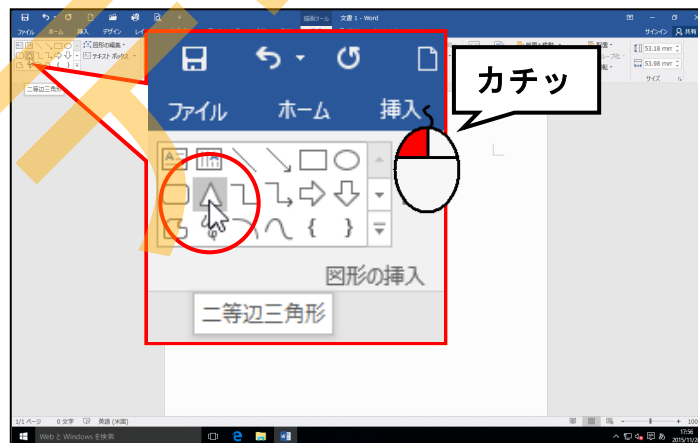 描画ツール 文書 1 - Word
ファイル ホーム 挿入 デザイン
サインイン 共有
図形の編集
テキスト ボックス
53.18 mm
53.98 mm
サイズ
二等辺三角形
ファイル ホーム 挿入
カチッ
図形の挿入
二等辺三角形
1/1 ページ 0 文字 英語 (米国)
Web と Windows を検索
17:56